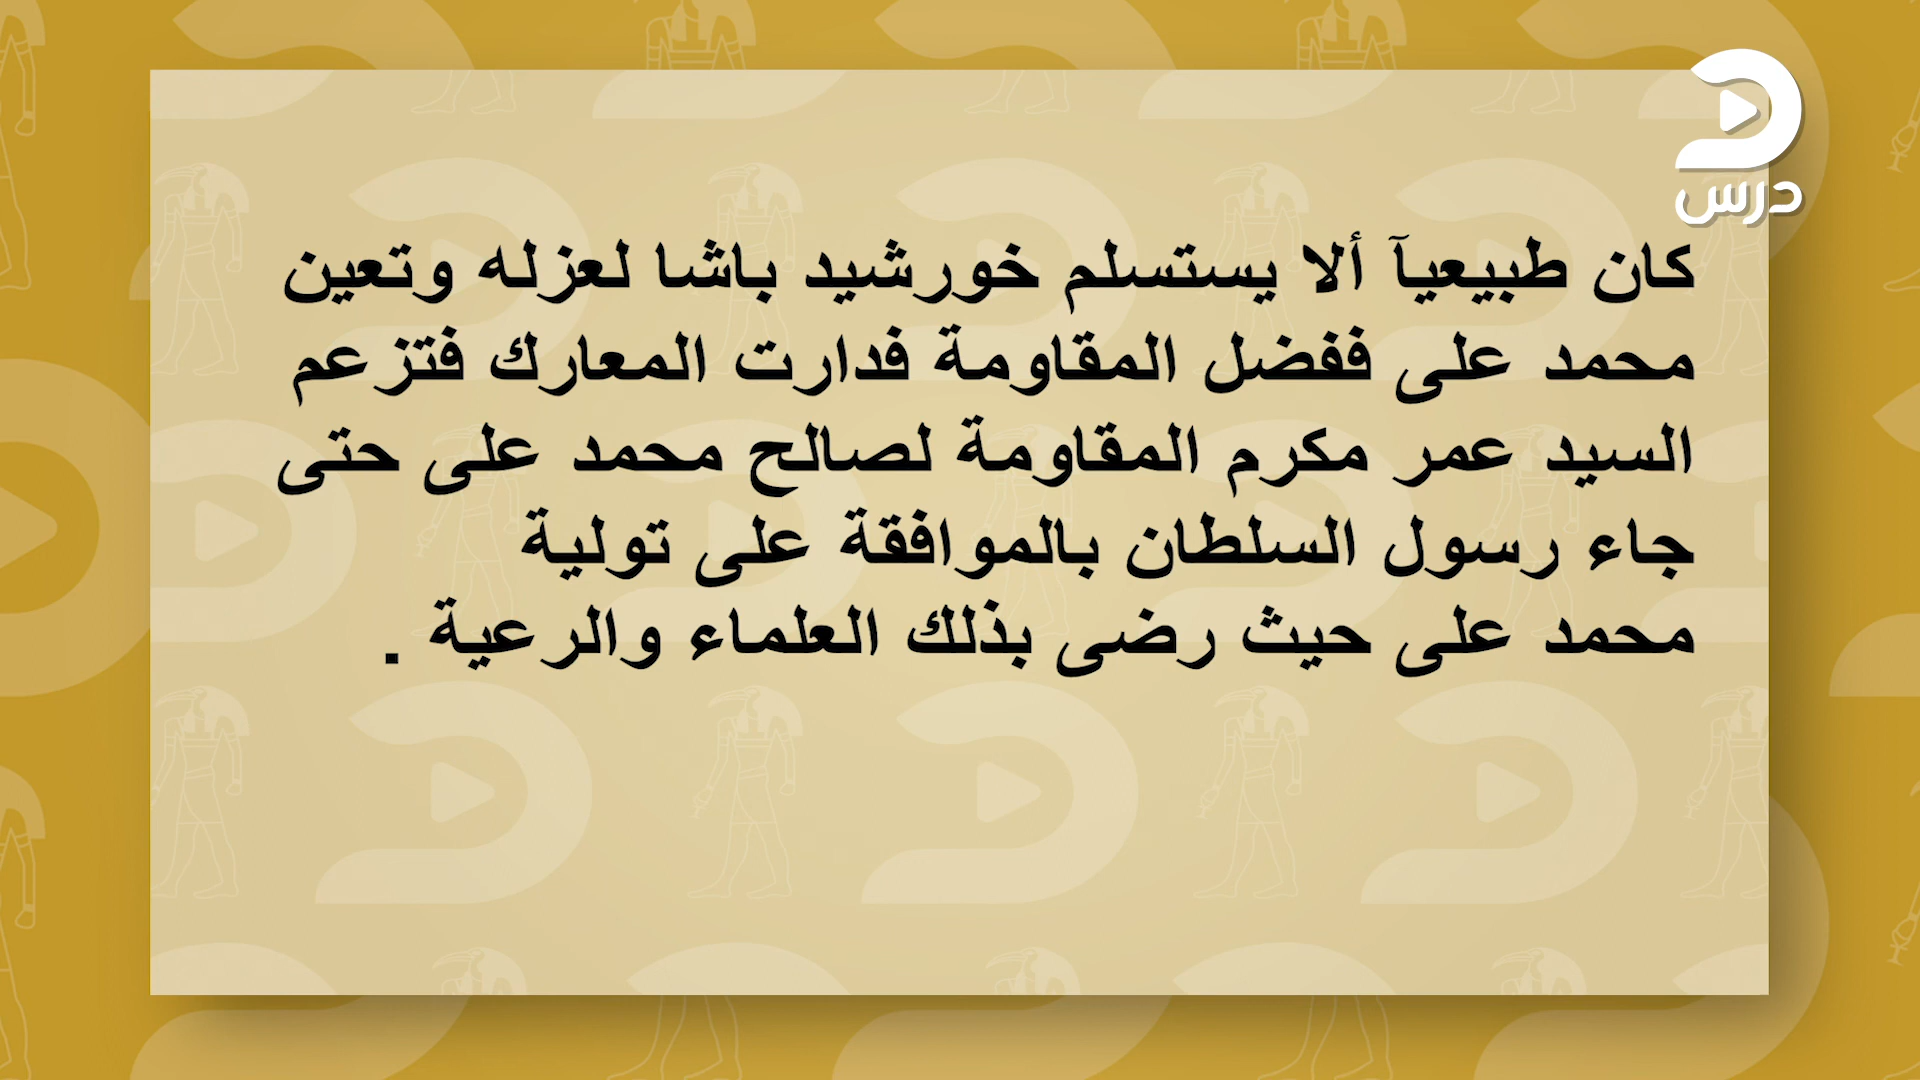 درس
كان طبيعيآ ألا يستسلم خورشيد باشا لعزله وتعين
محمد على ففضل المقاومة فدارت المعارك فتزعم
السيد عمر مكرم المقاومة لصالح محمد على حتى
جاء رسول السلطان بالموافقة على تولية
محمد على حيث رضى بذلك العلماء والرعية .